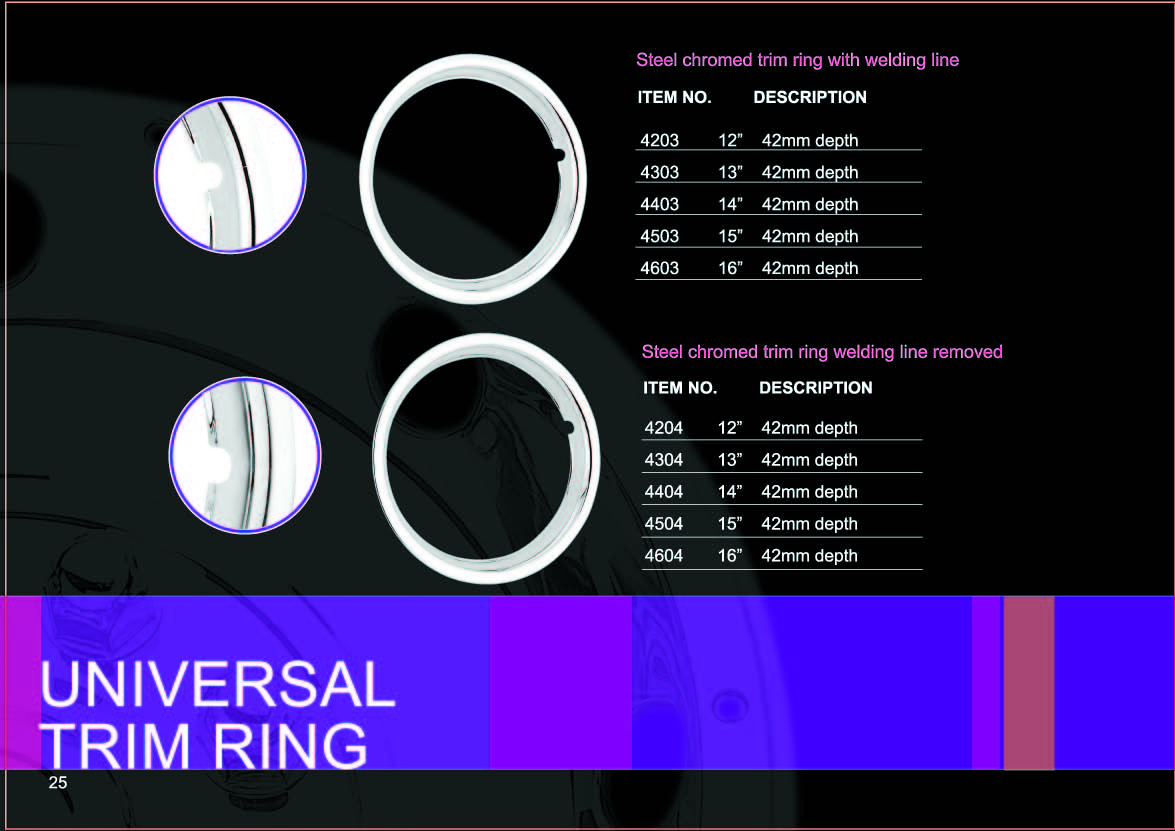 Steel chromed trim ring with welding line
ITEM NO. DESCRIPTION
4203 12” 42mm depth
4303 13” 42mm depth
4403 14” 42mm depth
4503 15” 42mm depth
4603 16” 42mm depth
Steel chromed trim ring welding line removed
ITEM NO. DESCRIPTION
4204 12” 42mm depth
4304 13” 42mm depth
4404 14” 42mm depth
4504 15” 42mm depth
4604 16” 42mm depth
UNIVERSAL
TRIM RING
25